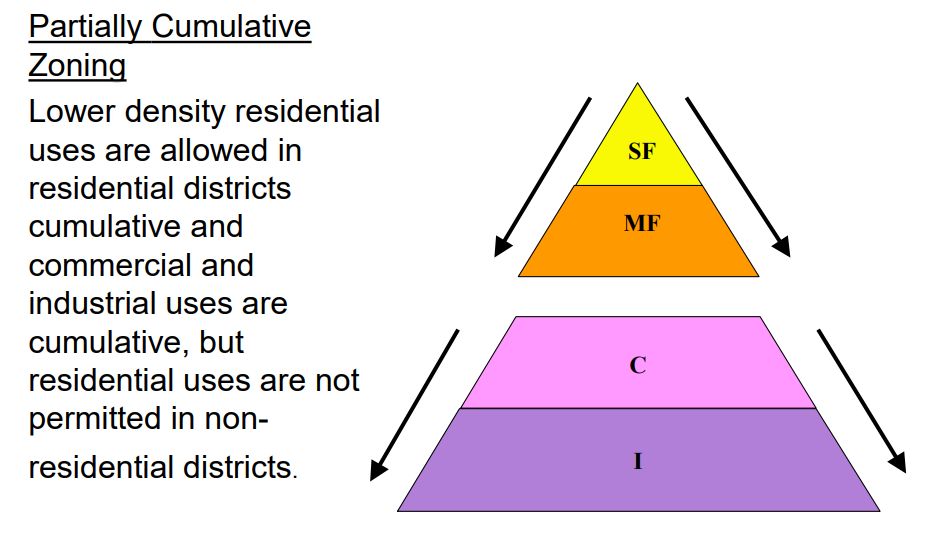 Partially Cumulative
Zoning
Lower density residential
uses are allowed in
residential districts
cumulative and
commercial and
industrial uses are
cumulative, but
residential uses are not
permitted in non-
residential districts.
SF
MF
C
I